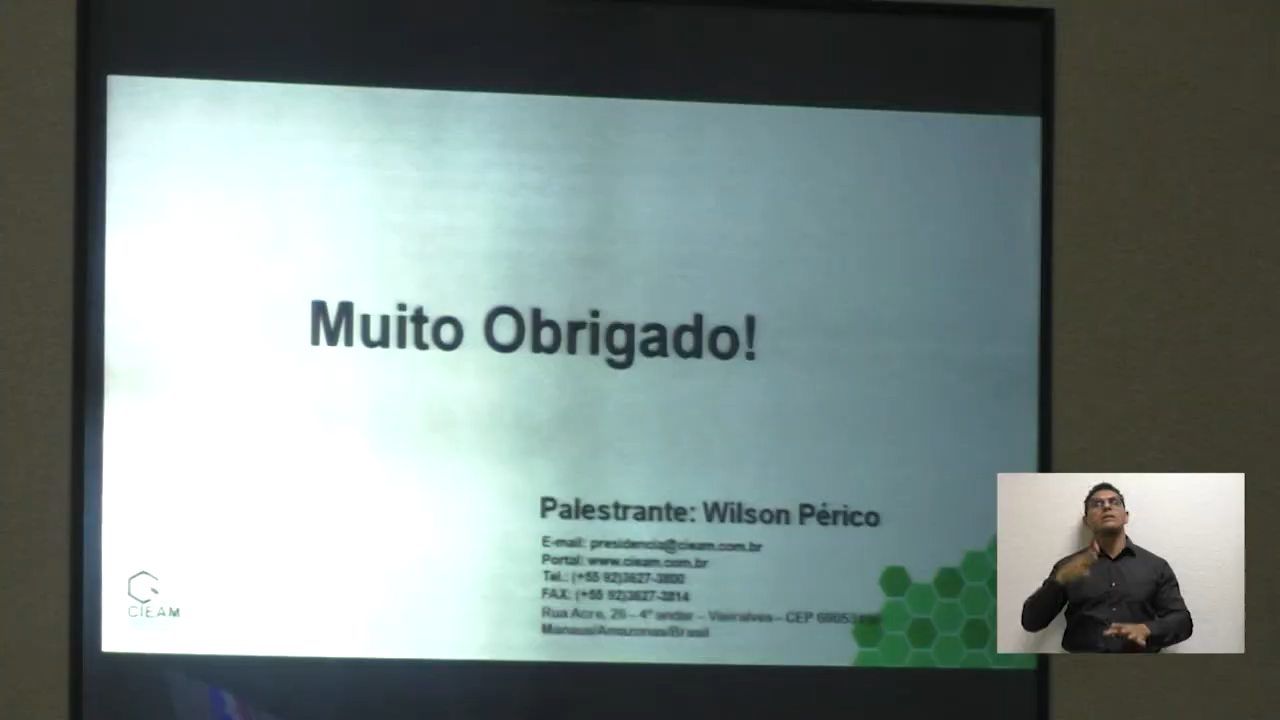 Muito Obrigado!
Palestrante: Wilson Périco
E-mail: presidencia@cieam.com.br
Portal: www.cieam.com.br
Tel.: (+55 92)3627-3800
FAX: (+55 92)3627-3814
Rua Acre, 26 – 4º andar – Vieiralves – CEP
Manaus/Amazonas/Brasil
CIEAM